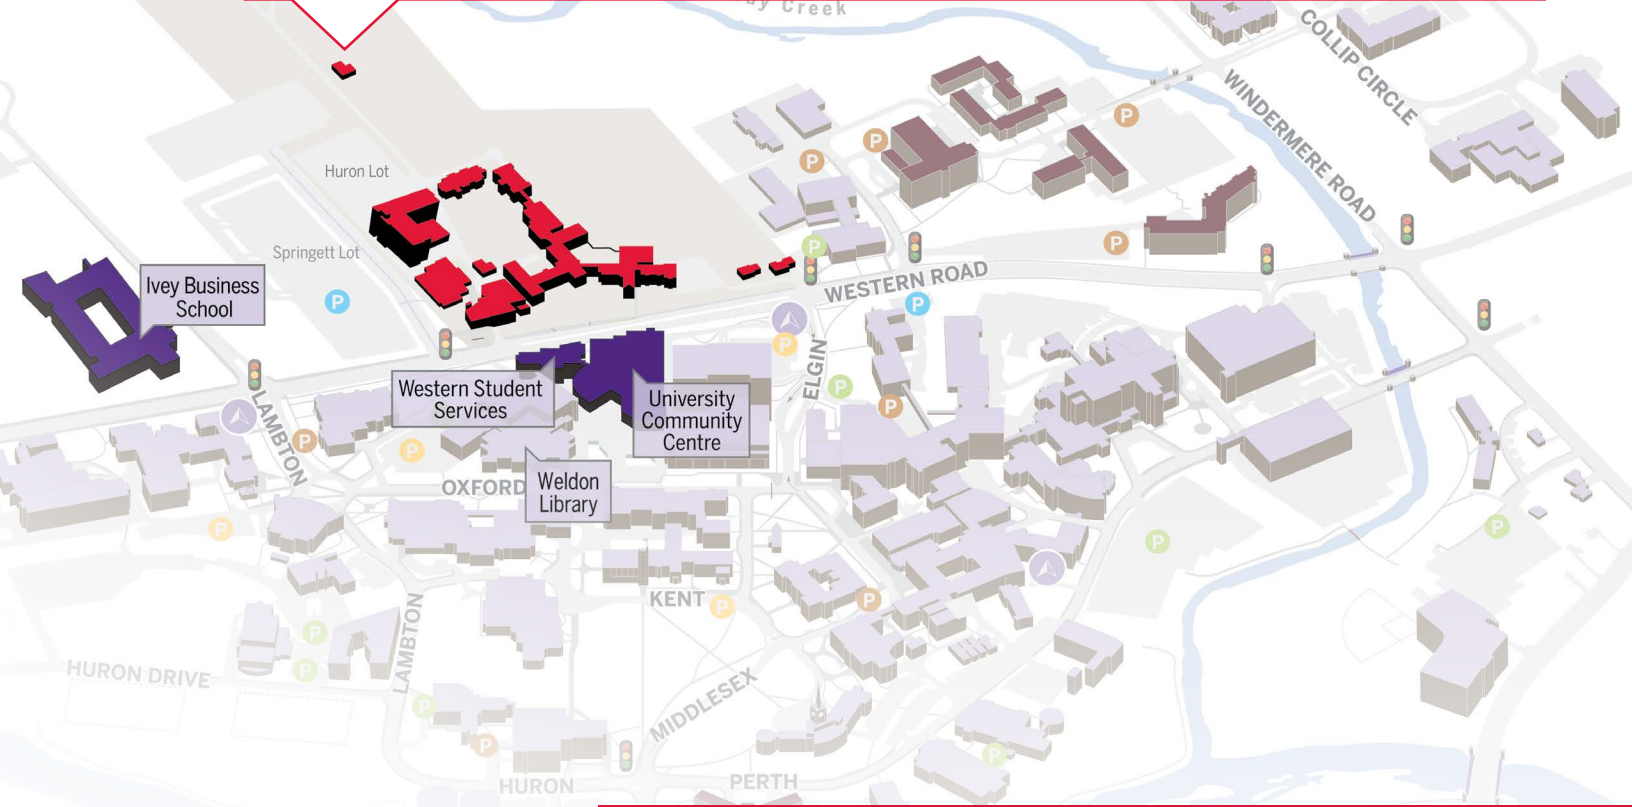 Creek
COLLIP CIRCLE
WINDERMERE ROAD
P
P
P
Huron Lot
P
P
Springett Lot
WESTERN ROAD
Ivey Business
School
P
P
P
ELGIN
Western Student
Services
University
Community
Centre
P
P
LAMBTON
P
P
OXFORD
Weldon
Library
P
P
P
KENT
P
P
LAMBTON
P
P
HURON DRIVE
MIDDLESEX
P
P
P
HURON
PERTH